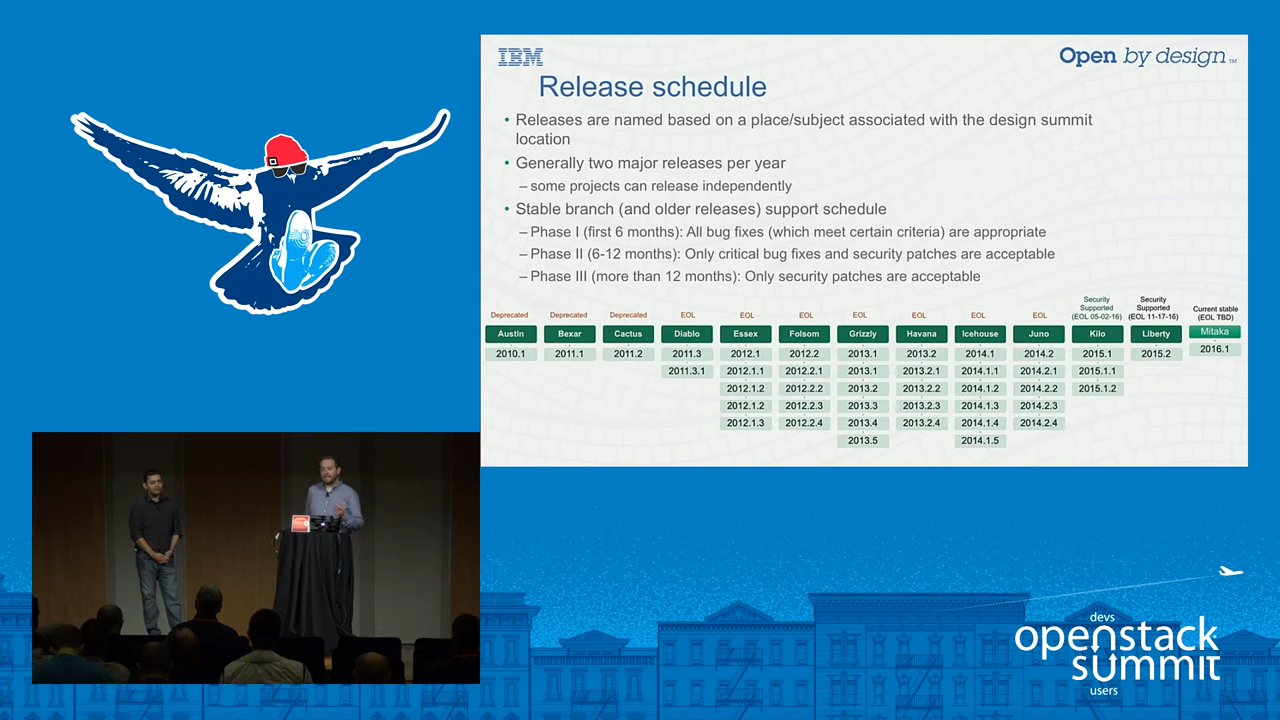 IBM
Open by design™
Release schedule
• Releases are named based on a place/subject associated with the design summit
location
• Generally two major releases per year
– some projects can release independently
• Stable branch (and older releases) support schedule
– Phase I (first 6 months): All bug fixes (which meet certain criteria) are appropriate
– Phase II (6-12 months): Only critical bug fixes and security patches are acceptable
– Phase III (more than 12 months): Only security patches are acceptable
Deprecated Deprecated Deprecated EOL EOL EOL EOL EOL EOL EOL Security Supported (EOL 05-02-16) Security Supported (EOL 11-17-16) Current stable (EOL TBD)
Austin Bexar Cactus Diablo Essex Folsom Grizzly Havana Icehouse Juno Kilo Liberty Mitaka
2010.1 2011.1 2011.2 2011.3 2012.1 2012.2 2013.1 2013.2 2014.1 2014.2 2015.1 2015.2 2016.1
2011.3.1 2012.1.1 2012.2.1 2013.1 2013.2.1 2014.1.1 2014.2.1 2015.1.1
2012.1.2 2012.2.2 2013.2 2013.2.2 2014.1.2 2014.2.2 2015.1.2
2012.1.2 2012.2.3 2013.3 2013.2.3 2014.1.3 2014.2.3
2012.1.3 2012.2.4 2013.4 2013.2.4 2014.1.4 2014.2.4
2013.5 2014.1.5
devs
openstack
summit
users